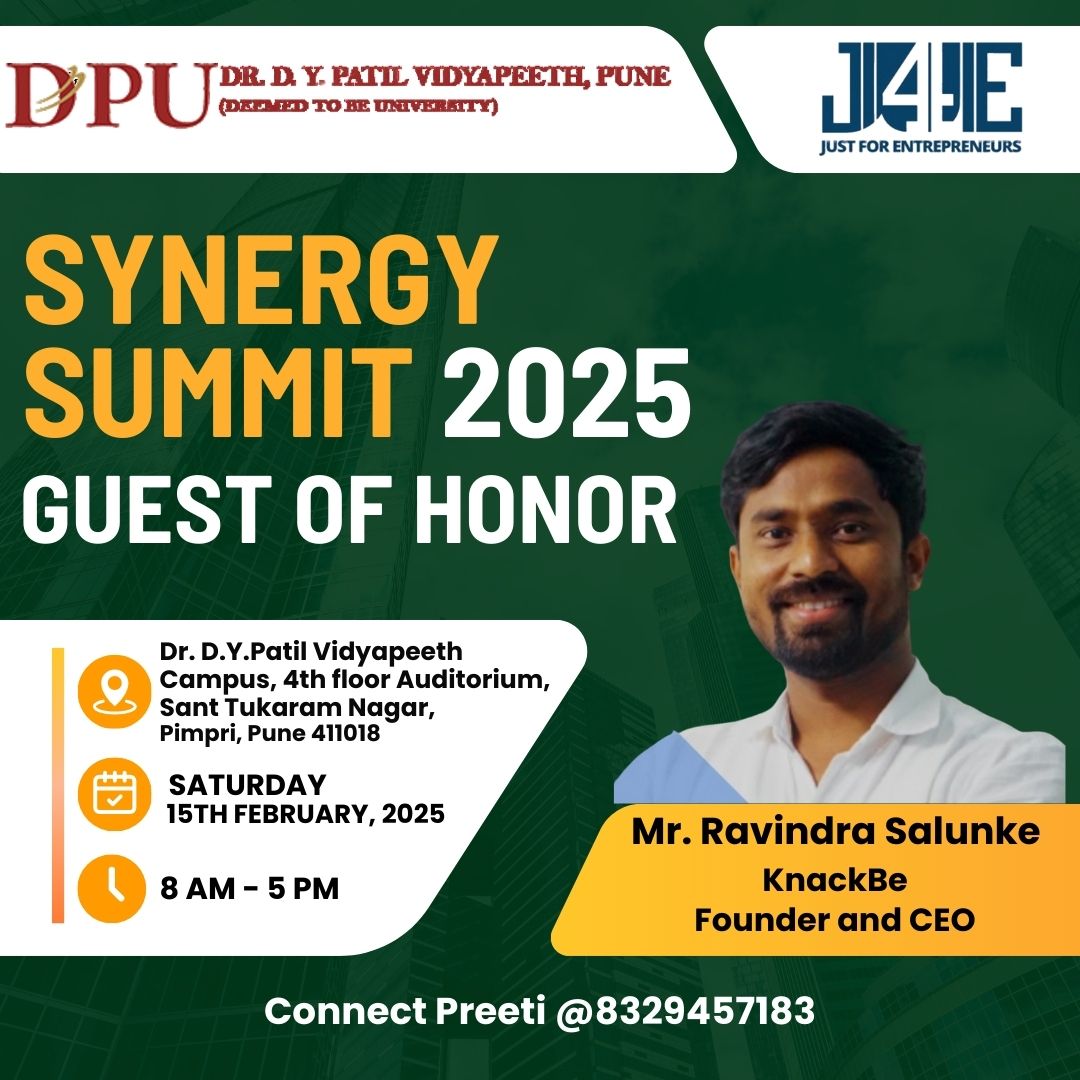 DPU DR. D. Y. PATIL VIDYAPEETH, PUNE
(DEEMED TO BE UNIVERSITY)
J4E
JUST FOR ENTREPRENEURS
SYNERGY
SUMMIT 2025
GUEST OF HONOR
Dr. D.Y.Patil Vidyapeeth
Campus, 4th floor Auditorium,
Sant Tukaram Nagar,
Pimpri, Pune 411018
SATURDAY
15TH FEBRUARY, 2025
8 AM - 5 PM
Mr. Ravindra Salunke
KnackBe
Founder and CEO
Connect Preeti @8329457183